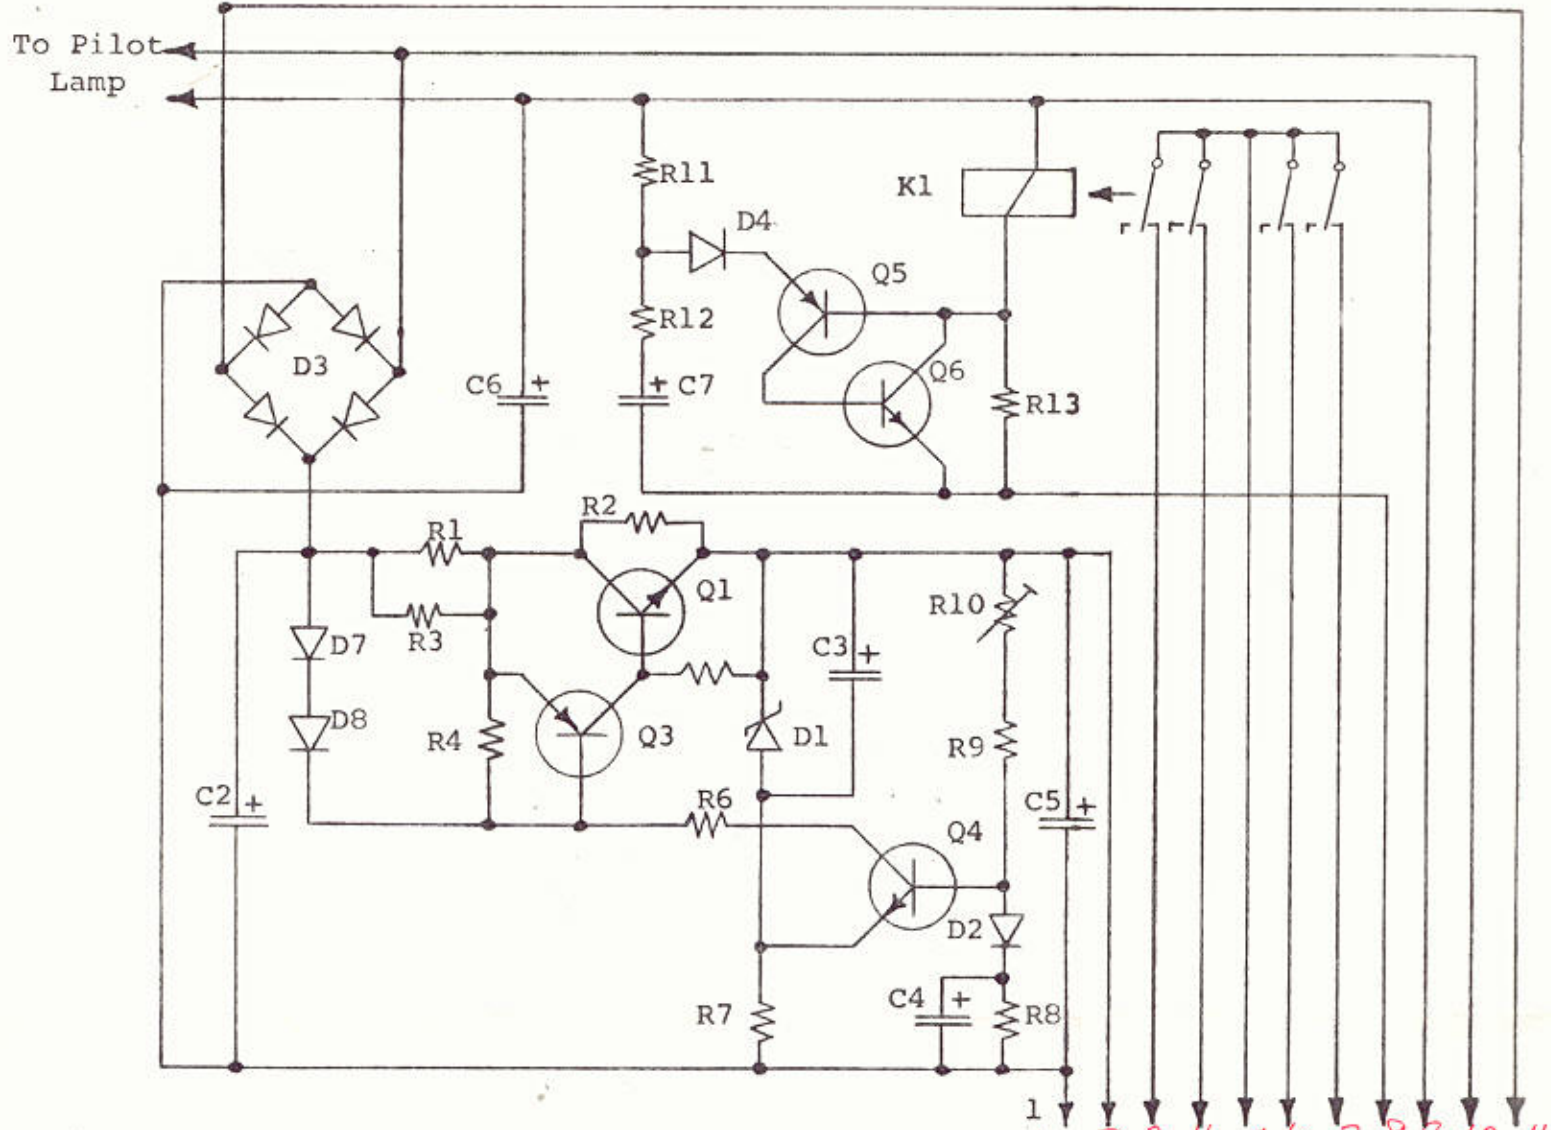 To Pilot
Lamp
R11
K1
D4
Q5
R12
D3
Q6
C6 +
+ C7
R13
R2
R1
Q1
R10
D7
R3
C3 +
D8
R4
Q3
D1
R9
C2 +
R6
C5 +
Q4
D2
C4 +
R7
R8
1